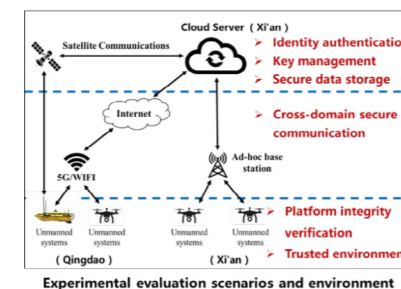 Cloud Server（Xi'an）
Satellite Communications
➢ Identity authentication
➢ Key management
➢ Secure data storage
Internet
➢ Cross-domain secure
communication
5G/WIFI
Ad-hoc base
station
➢ Platform integrity
verification
➢ Trusted environment
Unmanned
systems
Unmanned
systems
Unmanned
systems
Unmanned
systems
（Qingdao）
（Xi'an）
Experimental evaluation scenarios and environment